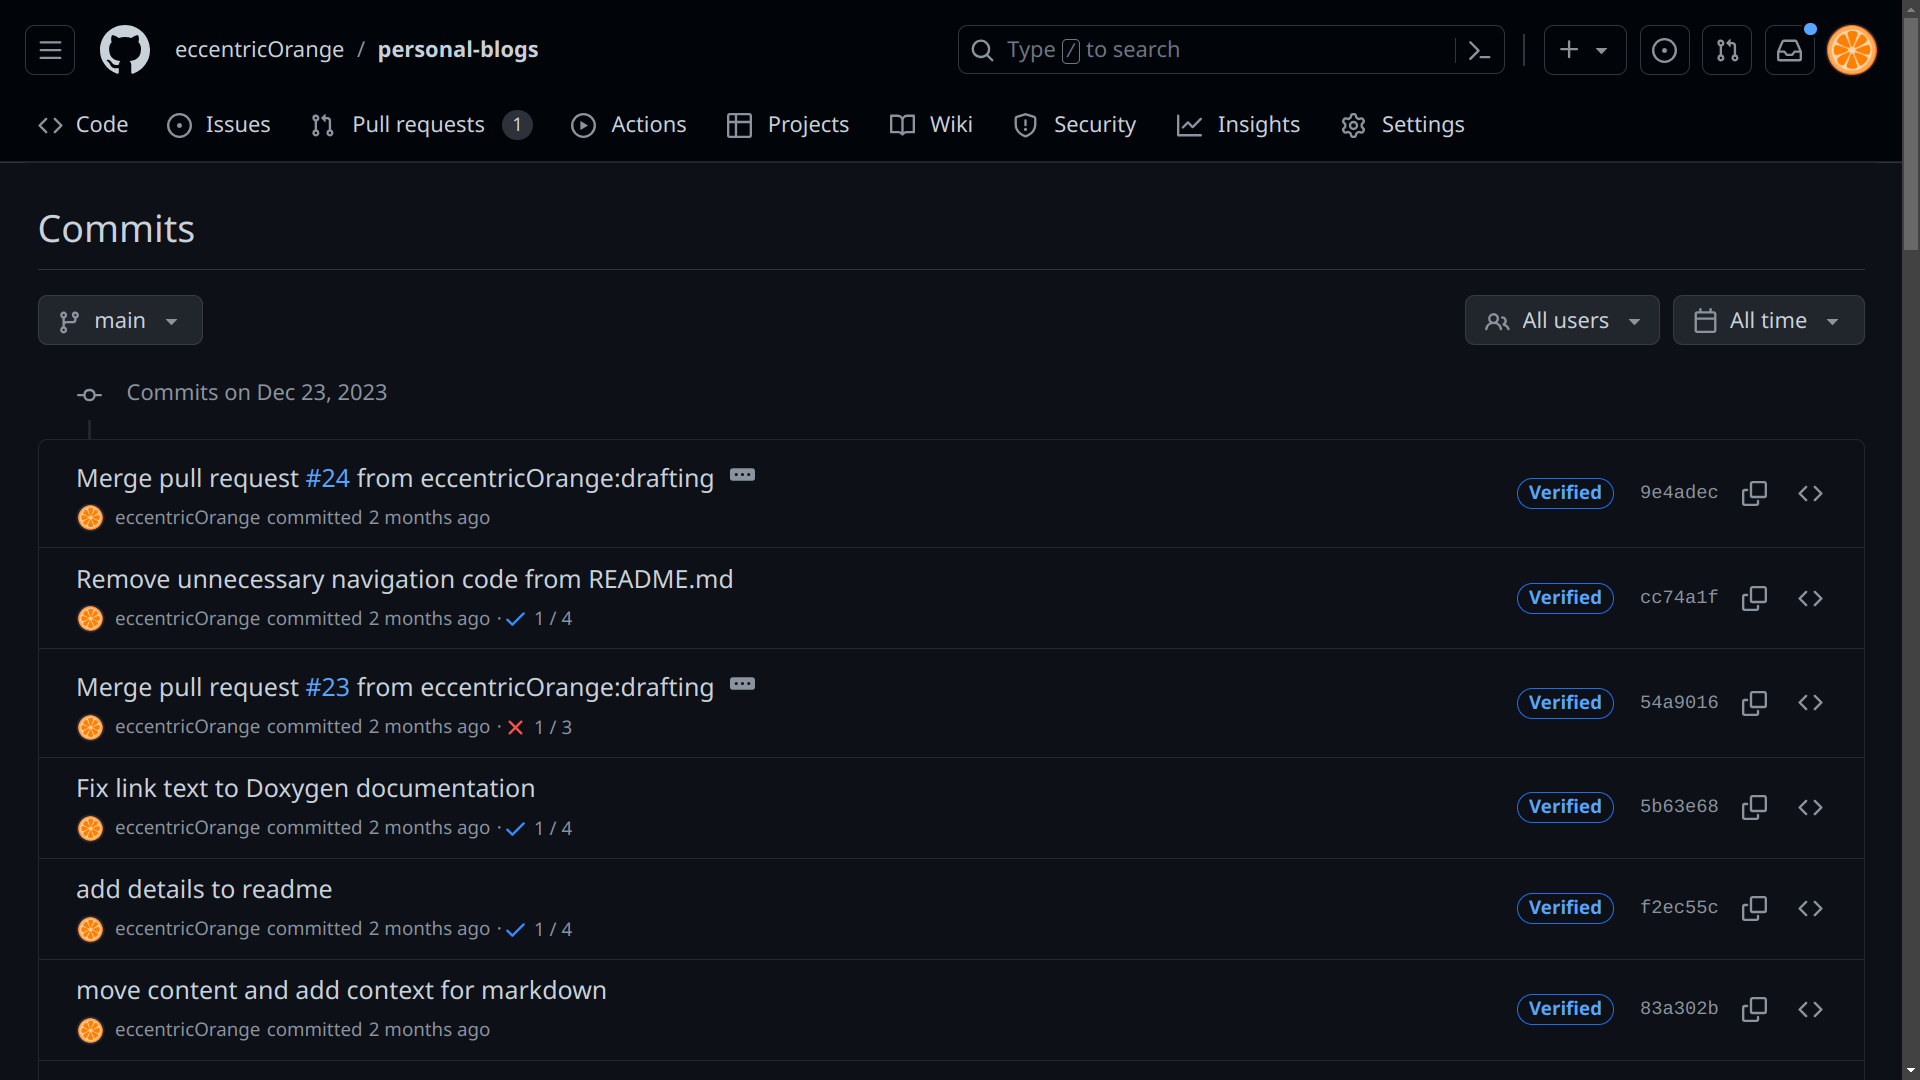 eccentricOrange / personal-blogs
Type / to search
Code Issues Pull requests 1 Actions Projects Wiki Security Insights Settings
Commits
main All users All time
Commits on Dec 23, 2023
Merge pull request #24 from eccentricOrange:drafting
eccentricOrange committed 2 months ago
Verified 9e4adec
Remove unnecessary navigation code from README.md
eccentricOrange committed 2 months ago · 1 / 4
Verified cc74a1f
Merge pull request #23 from eccentricOrange:drafting
eccentricOrange committed 2 months ago · 1 / 3
Verified 54a9016
Fix link text to Doxygen documentation
eccentricOrange committed 2 months ago · 1 / 4
Verified 5b63e68
add details to readme
eccentricOrange committed 2 months ago · 1 / 4
Verified f2ec55c
move content and add context for markdown
eccentricOrange committed 2 months ago
Verified 83a302b